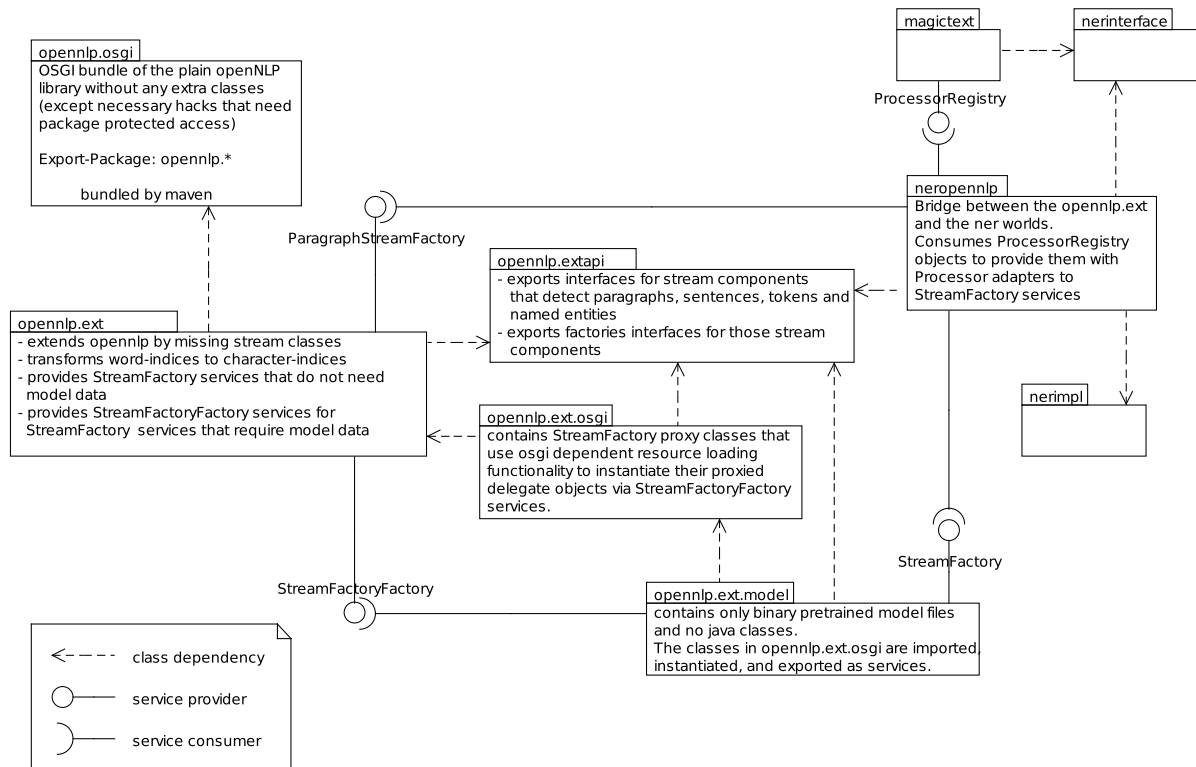 magictext
nerinterface
opennlp.osgi
OSGI bundle of the plain openNLP
library without any extra classes
(except necessary hacks that need
package protected access)
Export-Package: opennlp.*
bundled by maven
ProcessorRegistry
neropennlp
Bridge between the opennlp.ext
and the ner worlds.
Consumes ProcessorRegistry
objects to provide them with
Processor adapters to
StreamFactory services
ParagraphStreamFactory
opennlp.extapi
- exports interfaces for stream components
that detect paragraphs, sentences, tokens and
named entities
- exports factories interfaces for those stream
components
opennlp.ext
- extends opennlp by missing stream classes
- transforms word-indices to character-indices
- provides StreamFactory services that do not need
model data
- provides StreamFactoryFactory services for
StreamFactory  services that require model data
nerimpl
opennlp.ext.osgi
contains StreamFactory proxy classes that
use osgi dependent resource loading
functionality to instantiate their proxied
delegate objects via StreamFactoryFactory
services.
StreamFactory
StreamFactoryFactory
opennlp.ext.model
contains only binary pretrained model files
and no java classes.
The classes in opennlp.ext.osgi are imported,
instantiated, and exported as services.
class dependency
service provider
service consumer